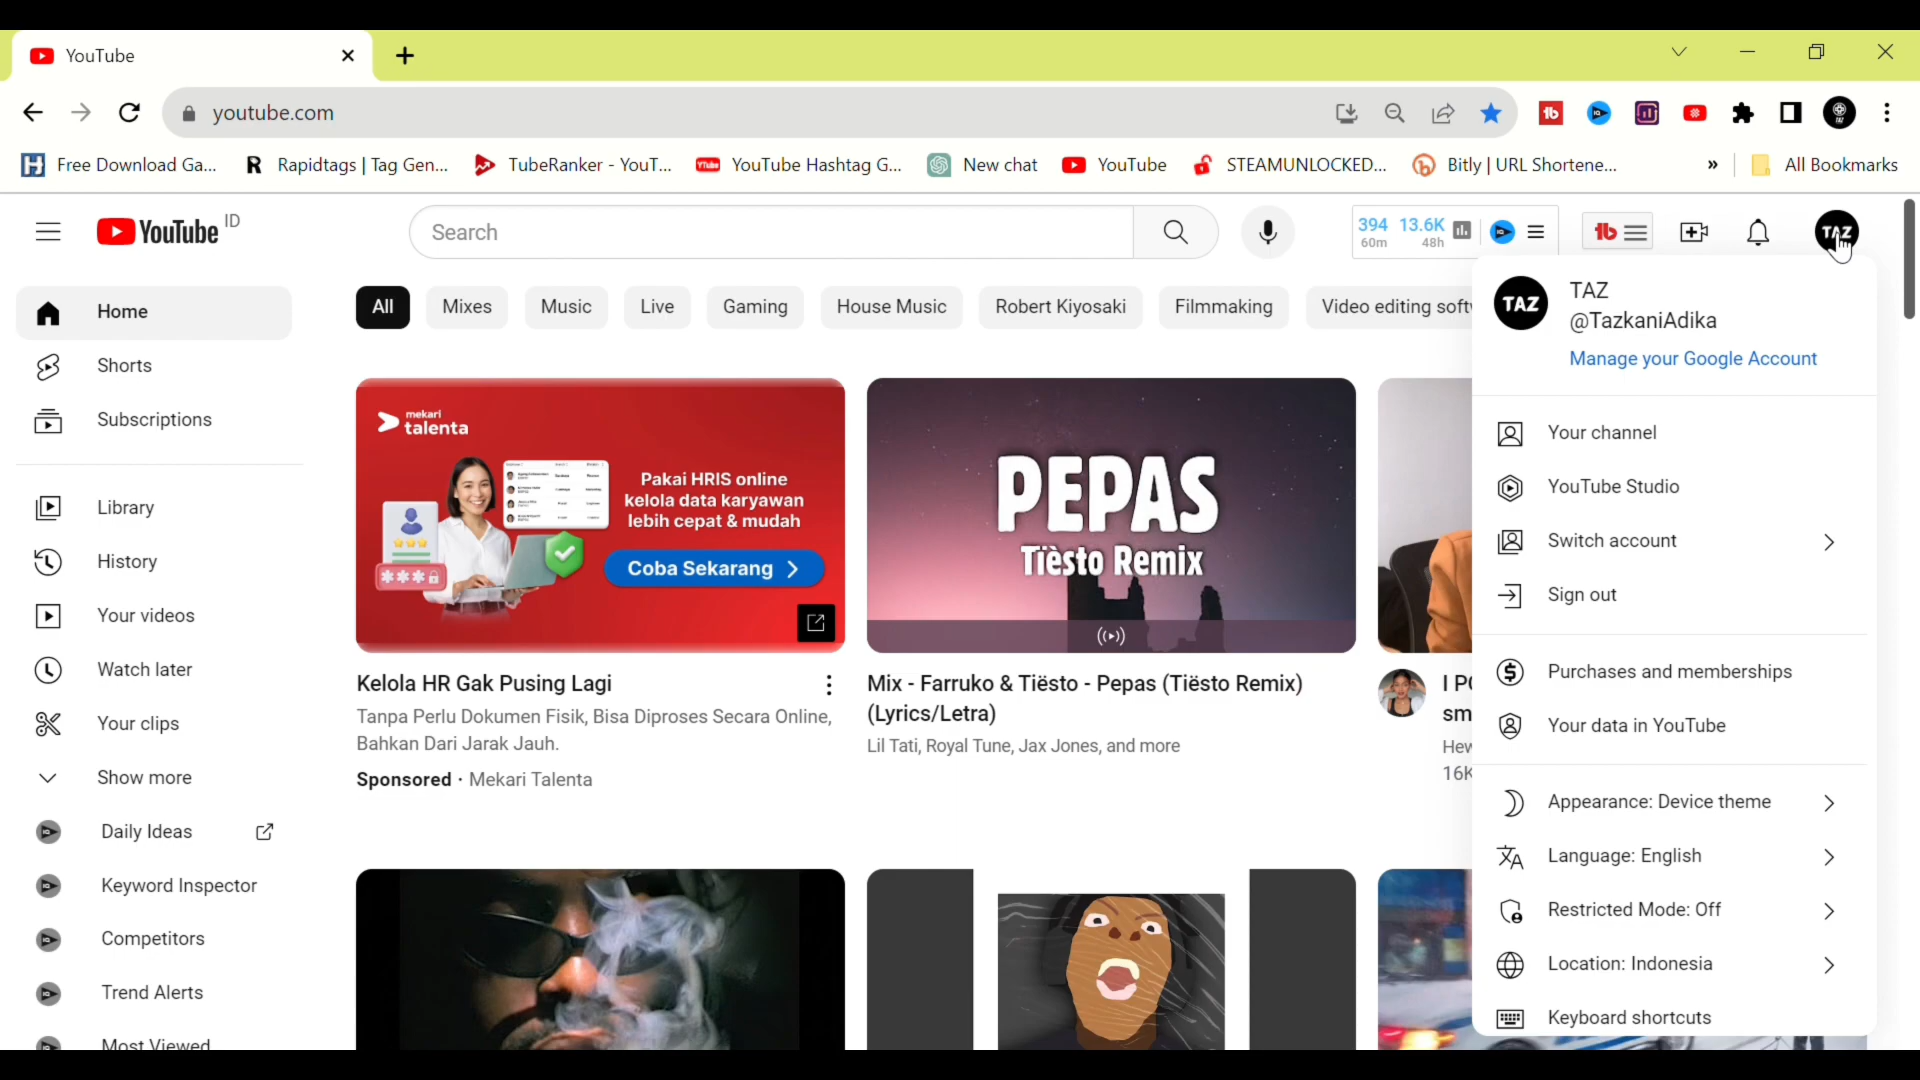 YouTube
youtube.com
Free Download Ga...
Rapidtags | Tag Gen...
TubeRanker - YouT...
YouTube Hashtag G...
New chat
YouTube
STEAMUNLOCKED...
Bitly | URL Shortene...
»
All Bookmarks
YouTube ID
Search
394 13.6K
60m 48h
TAZ
Home
Shorts
Subscriptions
Library
History
Your videos
Watch later
Your clips
Show more
Daily Ideas
Keyword Inspector
Competitors
Trend Alerts
Most Viewed
All
Mixes
Music
Live
Gaming
House Music
Robert Kiyosaki
Filmmaking
Video editing soft
mekari
talenta
Pakai HRIS online
kelola data karyawan
lebih cepat & mudah
Coba Sekarang
Kelola HR Gak Pusing Lagi
Tanpa Perlu Dokumen Fisik, Bisa Diproses Secara Online,
Bahkan Dari Jarak Jauh.
Sponsored · Mekari Talenta
PEPAS
Tïësto Remix
Mix - Farruko & Tiësto - Pepas (Tiësto Remix)
(Lyrics/Letra)
Lil Tati, Royal Tune, Jax Jones, and more
sm
16K
TAZ
TAZ
@TazkaniAdika
Manage your Google Account
Your channel
YouTube Studio
Switch account
Sign out
Purchases and memberships
Your data in YouTube
Appearance: Device theme
Language: English
Restricted Mode: Off
Location: Indonesia
Keyboard shortcuts